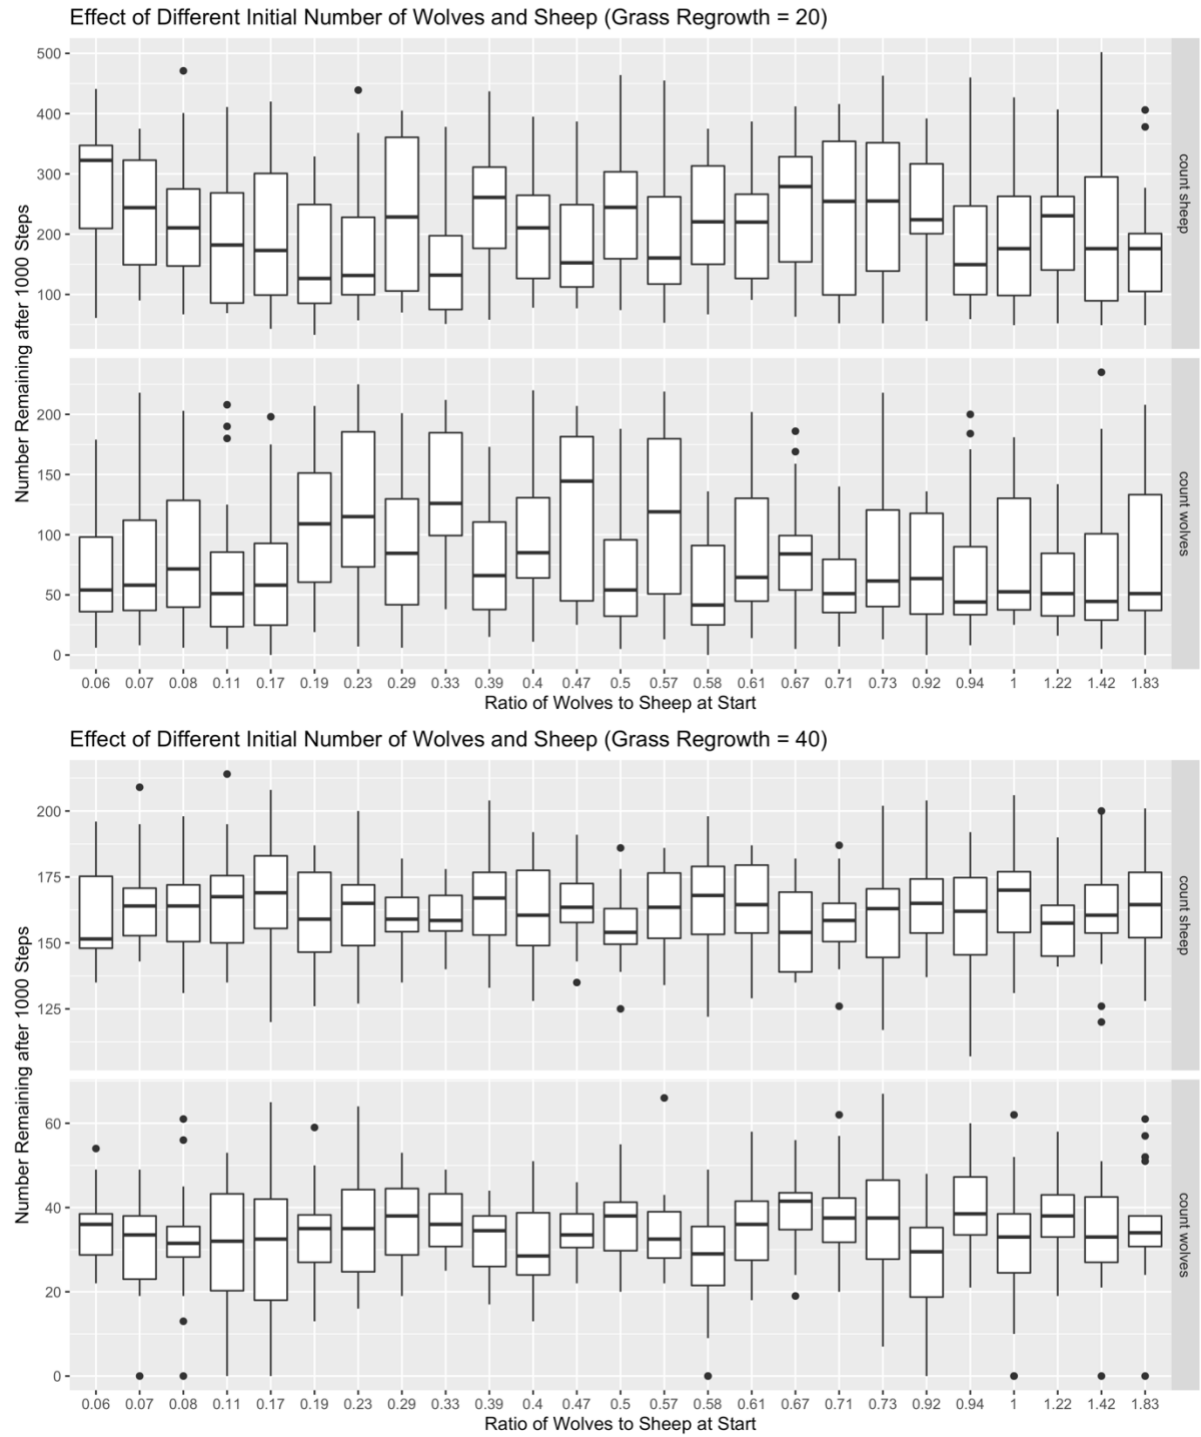 Effect of Different Initial Number of Wolves and Sheep (Grass Regrowth = 20)
Number Remaining after 1000 Steps
500
400
300
200
100
count sheep
200
150
100
50
0
count wolves
0.06 0.07 0.08 0.11 0.17 0.19 0.23 0.29 0.33 0.39 0.4 0.47 0.5 0.57 0.58 0.61 0.67 0.71 0.73 0.92 0.94 1 1.22 1.42 1.83
Ratio of Wolves to Sheep at Start
Effect of Different Initial Number of Wolves and Sheep (Grass Regrowth = 40)
Number Remaining after 1000 Steps
200
175
150
125
count sheep
60
40
20
0
count wolves
0.06 0.07 0.08 0.11 0.17 0.19 0.23 0.29 0.33 0.39 0.4 0.47 0.5 0.57 0.58 0.61 0.67 0.71 0.73 0.92 0.94 1 1.22 1.42 1.83
Ratio of Wolves to Sheep at Start